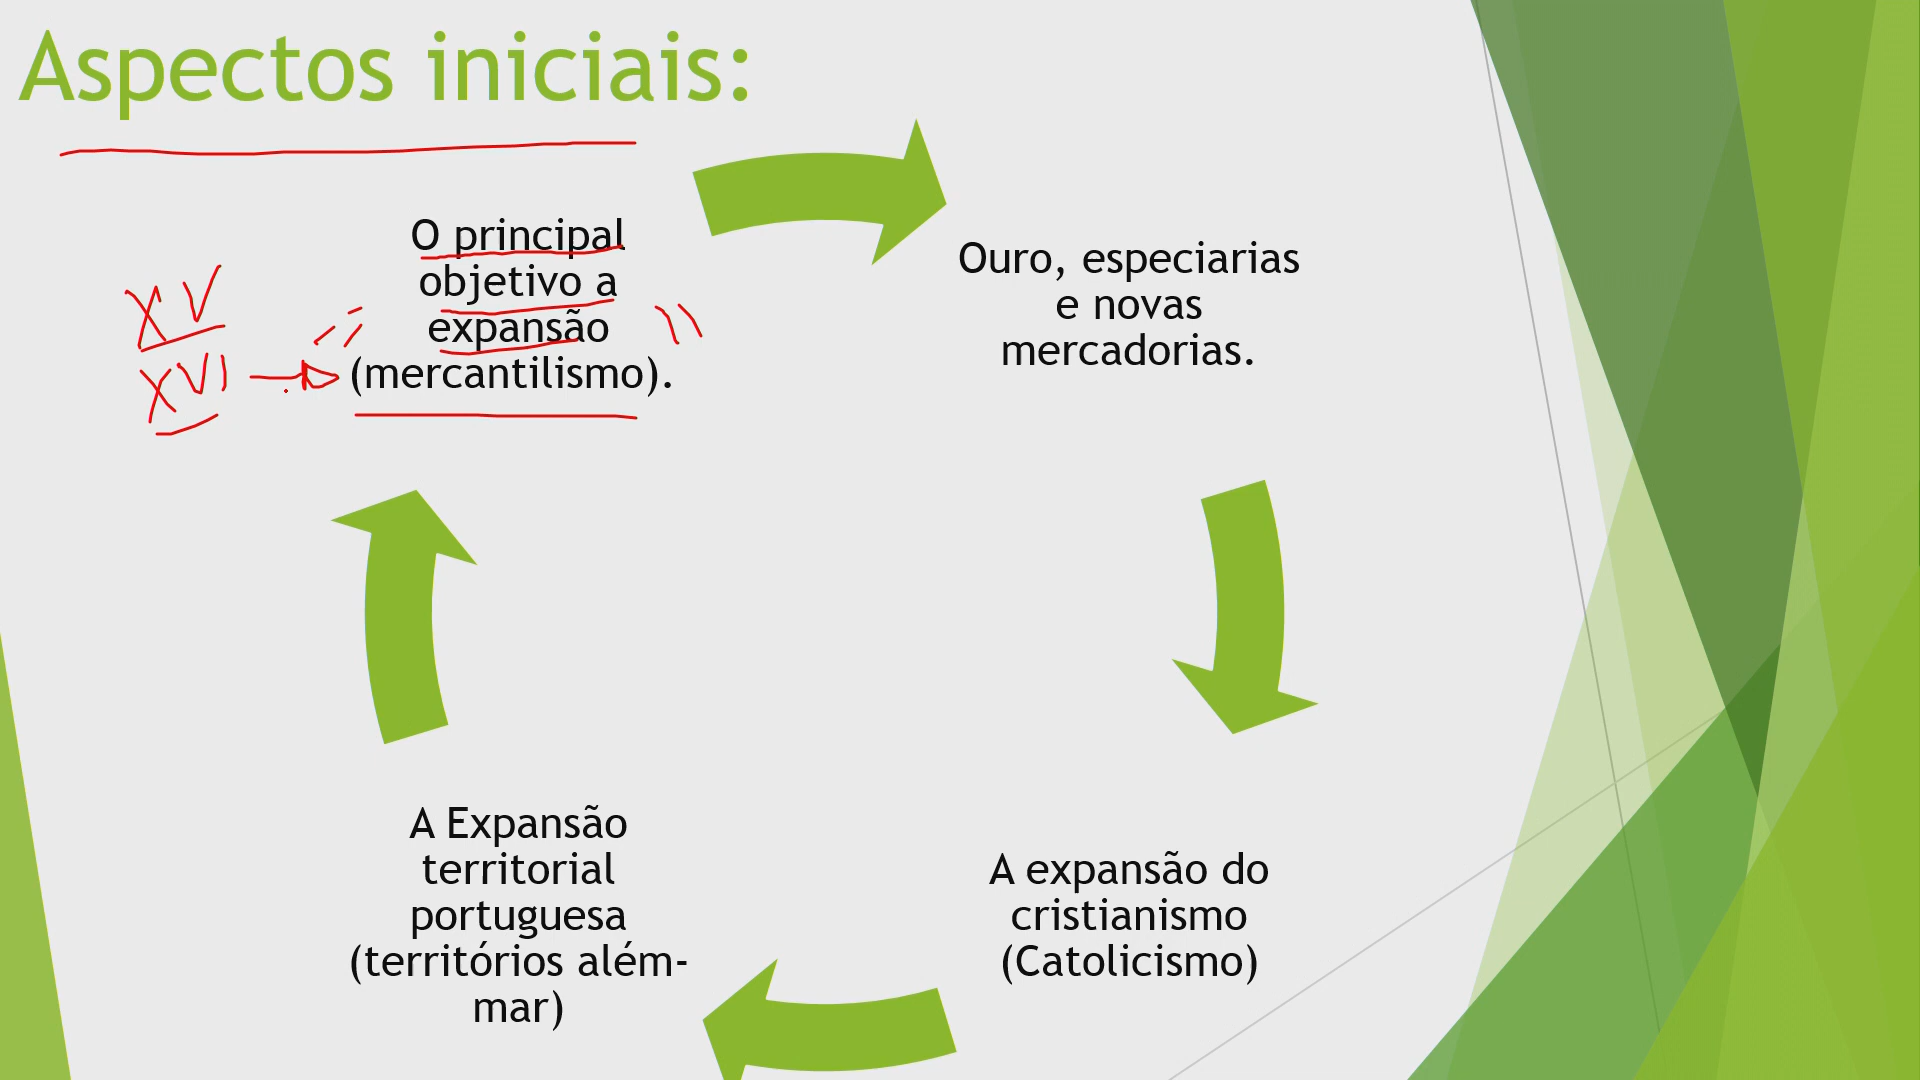 Aspectos iniciais:
O principal
objetivo a
expansão
(mercantilismo).
XV
XVI
Ouro, especiarias
e novas
mercadorias.
A expansão do
cristianismo
(Catolicismo)
A Expansão
territorial
portuguesa
(territórios além-
mar)